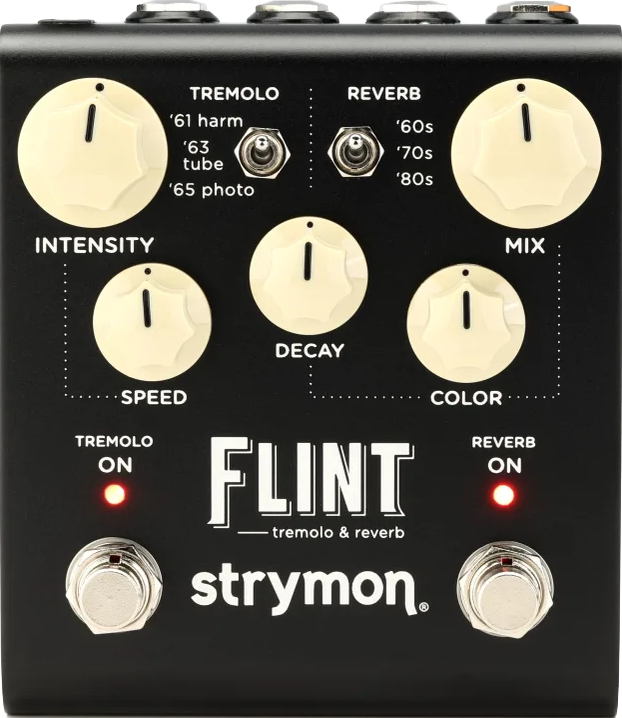 TREMOLO
REVERB
‘61 harm
‘63
tube
‘65 photo
‘60s
‘70s
‘80s
INTENSITY
MIX
DECAY
SPEED
COLOR
TREMOLO
ON
REVERB
ON
FLINT
tremolo & reverb
strymon®